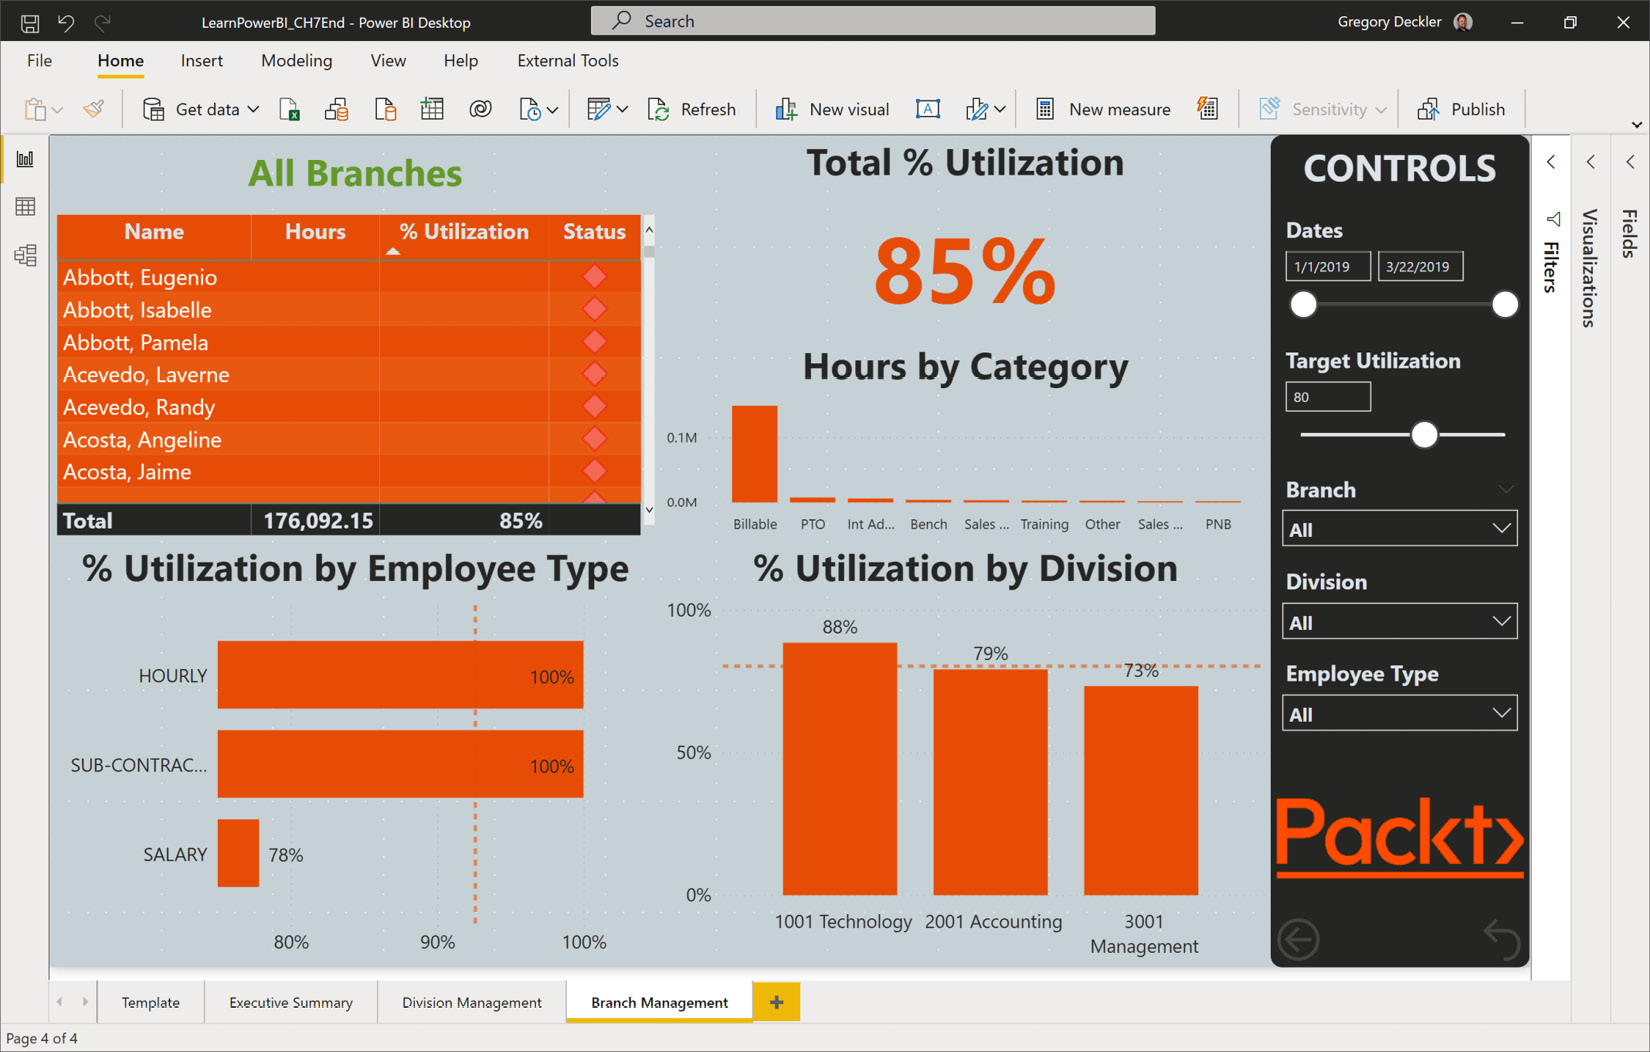 LearnPowerBI_CH7End - Power BI Desktop
Search
Gregory Deckler
File Home Insert Modeling View Help External Tools
Get data
Refresh
New visual
A
New measure
Sensitivity
Publish
All Branches
Name Hours % Utilization Status
Abbott, Eugenio
Abbott, Isabelle
Abbott, Pamela
Acevedo, Laverne
Acevedo, Randy
Acosta, Angeline
Acosta, Jaime
Total 176,092.15 85%
Total % Utilization
85%
Hours by Category
0.1M
0.0M
Billable PTO Int Ad... Bench Sales ... Training Other Sales ... PNB
% Utilization by Employee Type
HOURLY 100%
SUB-CONTRAC... 100%
SALARY 78%
80% 90% 100%
% Utilization by Division
100%
50%
0%
88%
79%
73%
1001 Technology 2001 Accounting 3001
Management
CONTROLS
Dates
1/1/2019 3/22/2019
Target Utilization
80
Branch
All
Division
All
Employee Type
All
Packt
Filters
Visualizations
Fields
Template Executive Summary Division Management Branch Management
Page 4 of 4